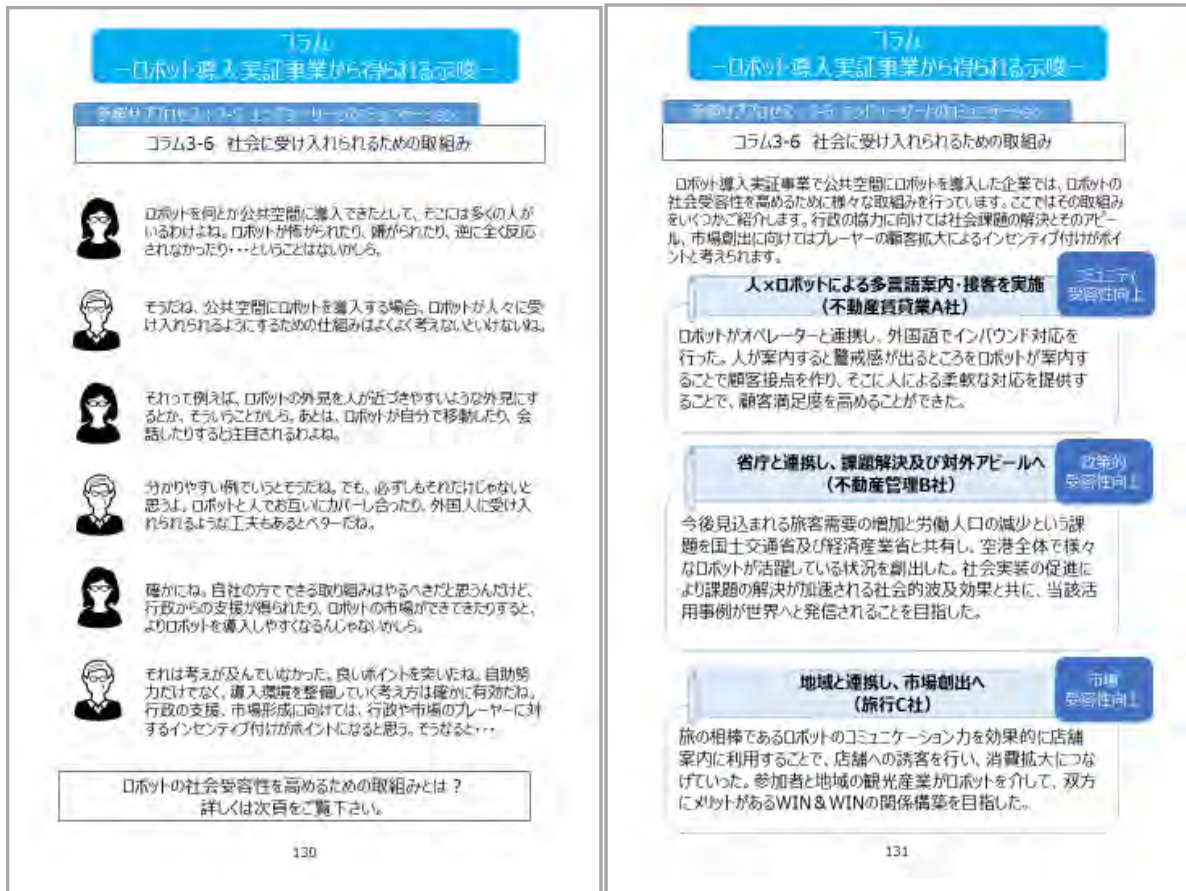 コラム
－ロボット導入実証事業から得られる示唆－
コラム3-6 社会に受け入れられるための取組み
ロボットを何とか公共空間に導入できたとして、そこには多くの人が
いるわけよね。ロボットが怖がられたり、嫌がられたり、逆に全く反応
されなかったり・・・ということはないかしら。
そうだね、公共空間にロボットを導入する場合、ロボットが人々に受
け入れられるようにするための仕組みはよくよく考えないといけないね。
それって例えば、ロボットの外見を人が近づきやすいような外見にす
るとか、そういうことかしら。あとは、ロボットが自分で移動したり、会
話したりすると注目されるわよね。
分かりやすい例でいうとそうだね。でも、必ずしもそれだけじゃないと
思うよ。ロボットと人でお互いにカバーし合ったり、外国人に受け入
れられるような工夫もあるとベターだね。
確かにね。自社の方でできる取り組みはやるべきだと思うんだけど、
行政からの支援が得られたり、ロボットの市場ができてきたりすると、
よりロボットを導入しやすくなるんじゃないかしら。
それは考えが及んでいなかった。良いポイントを突いたね。自助努
力だけでなく、導入環境を整備していく考え方は確かに有効だね。
行政の支援、市場形成に向けては、行政や市場のプレーヤーに対
するインセンティブ付けがポイントになると思う。そうなると・・・
ロボットの社会受容性を高めるための取組みとは？
詳しくは次頁をご覧下さい。
130
コラム
－ロボット導入実証事業から得られる示唆－
コラム3-6 社会に受け入れられるための取組み
ロボット導入実証事業で公共空間にロボットを導入した企業では、ロボットの
社会受容性を高めるために様々な取組みを行っています。ここではその取組み
をいくつかご紹介します。行政の協力に向けては社会課題の解決とそのアピー
ル、市場創出に向けてはプレーヤーの顧客拡大によるインセンティブ付けがポイ
ントと考えられます。
人×ロボットによる多言語案内・接客を実施
（不動産賃貸業A社）
コミュニティ
受容性向上
ロボットがオペレーターと連携し、外国語でインバウンド対応を
行った。人が案内すると警戒感が出るところをロボットが案内す
ることで顧客接点を作り、そこに人による柔軟な対応を提供す
ることで、顧客満足度を高めることができた。
省庁と連携し、課題解決及び対外アピールへ
（不動産管理B社）
政策的
受容性向上
今後見込まれる旅客需要の増加と労働人口の減少という課
題を国土交通省及び経済産業省と共有し、空港全体で様々
なロボットが活躍している状況を創出した。社会実装の促進に
より課題の解決が加速される社会的波及効果と共に、当該活
用事例が世界へと発信されることを目指した。
地域と連携し、市場創出へ
（旅行C社）
市場
受容性向上
旅の相棒であるロボットのコミュニケーション力を効果的に店舗
案内に利用することで、店舗への誘客を行い、消費拡大につな
げていった。参加者と地域の観光産業がロボットを介して、双方
にメリットがあるWIN＆WINの関係構築を目指した。
131